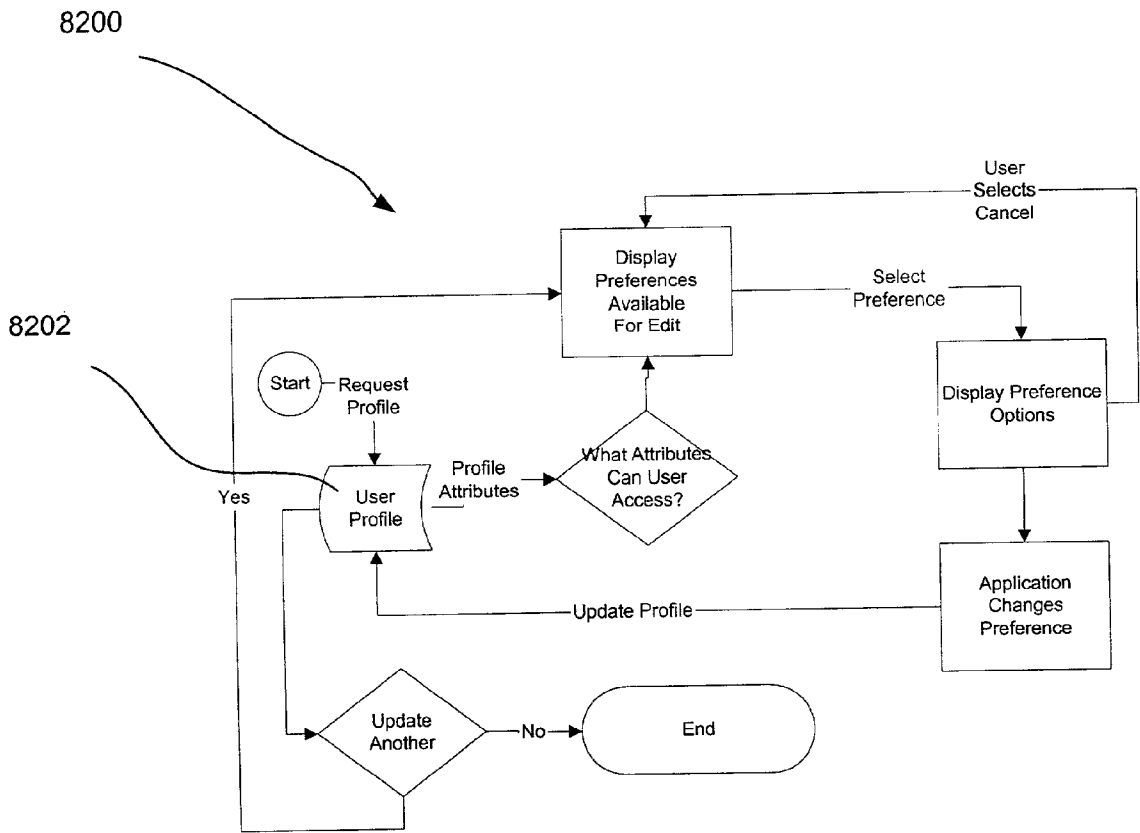 8200
User
Selects
Cancel
Display
Preferences
Available
For Edit
Select
Preference
8202
Start
Request
Profile
Display Preference
Options
What Attributes
Can User
Access?
Profile
Attributes
User
Profile
Yes
Application
Changes
Preference
Update Profile
Update
Another
No
End